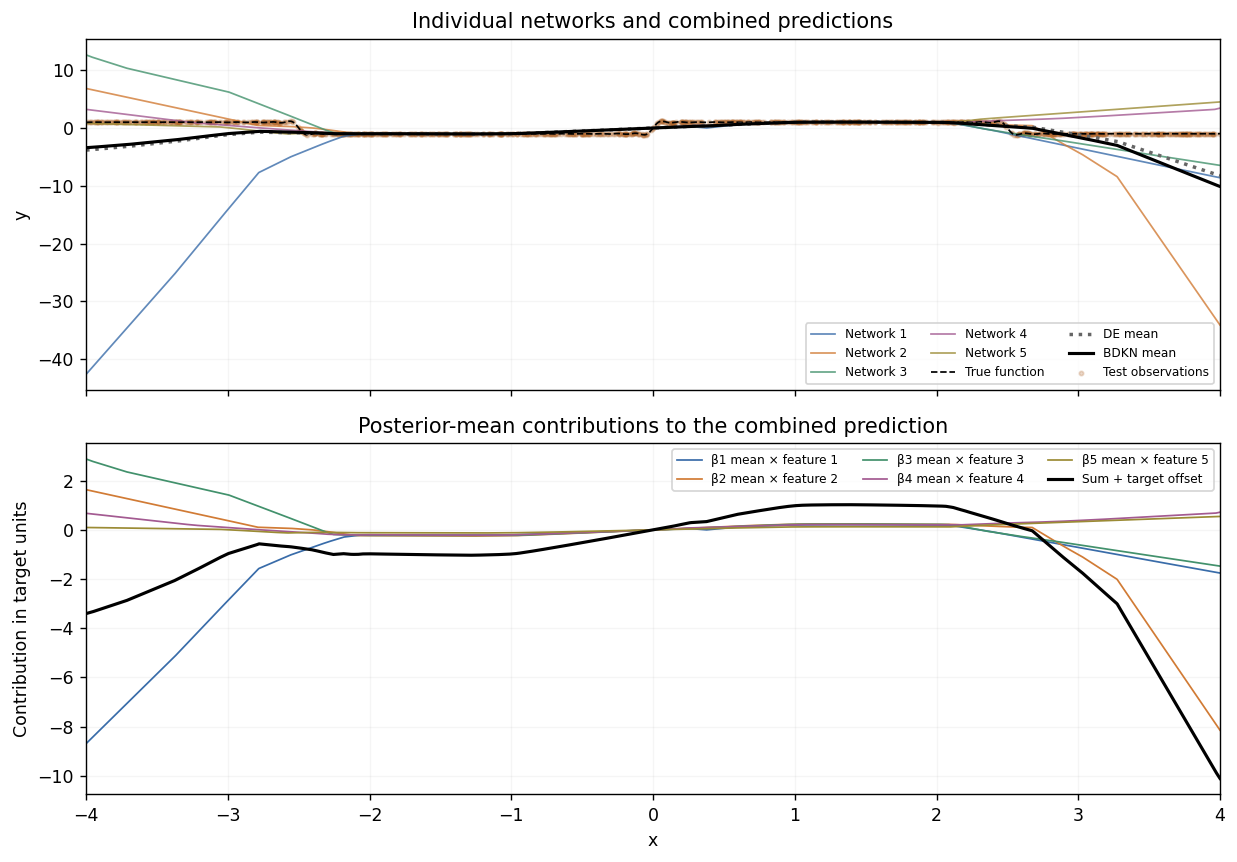 Individual networks and combined predictions
10
0
−10
−20
−30
−40
y
Network 1
Network 2
Network 3
Network 4
Network 5
True function
DE mean
BDKN mean
Test observations
Posterior-mean contributions to the combined prediction
2
0
−2
−4
−6
−8
−10
Contribution in target units
β1 mean × feature 1
β2 mean × feature 2
β3 mean × feature 3
β4 mean × feature 4
β5 mean × feature 5
Sum + target offset
−4 −3 −2 −1 0 1 2 3 4
x